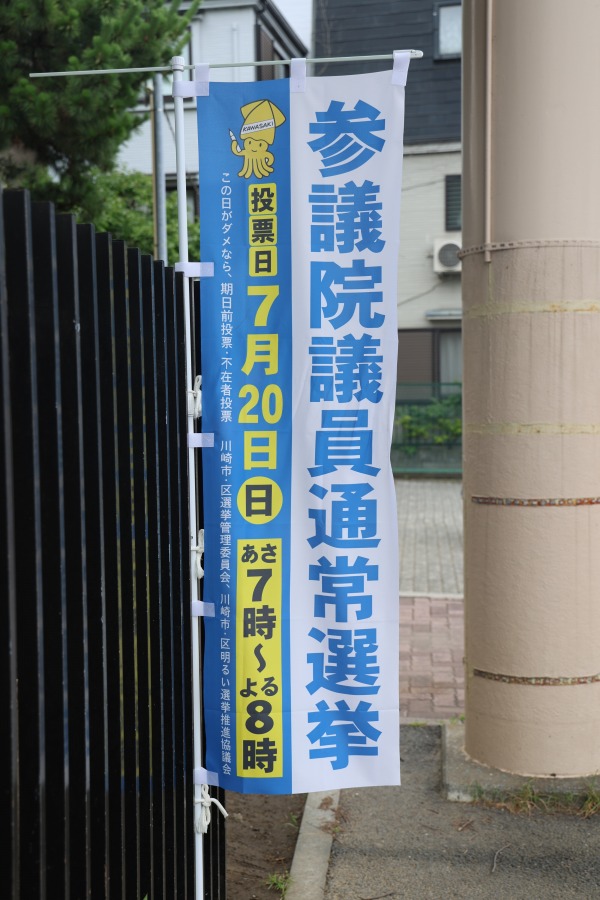 参議院議員通常選挙
KAWASAKI
投票日
7月20日日
あさ7時～よる8時
この日がダメなら、期日前投票・不在者投票
川崎市・区選挙管理委員会、川崎市・区明るい選挙推進協議会